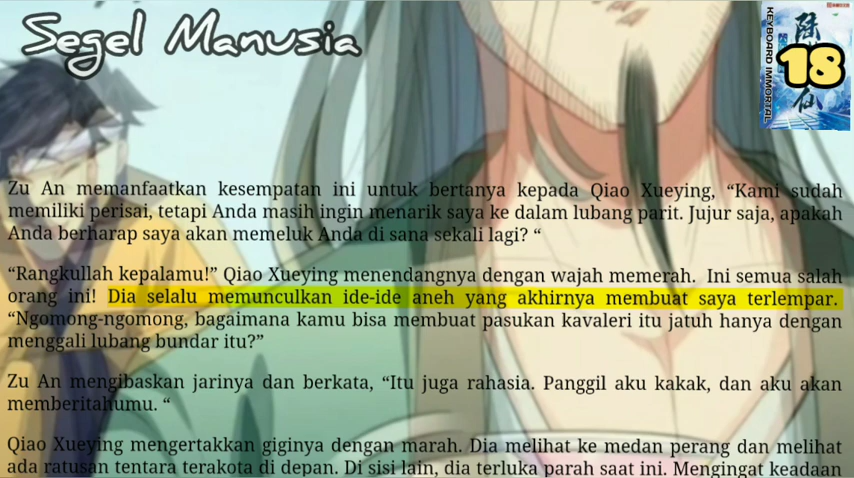 Segel Manusia
KEYBOARD IMMORTAL
18
Zu An memanfaatkan kesempatan ini untuk bertanya kepada Qiao Xueying, “Kami sudah
memiliki perisai, tetapi Anda masih ingin menarik saya ke dalam lubang parit. Jujur saja, apakah
Anda berharap saya akan memeluk Anda di sana sekali lagi? “
“Rangkullah kepalamu!” Qiao Xueying menendangnya dengan wajah memerah. Ini semua salah
orang ini! Dia selalu memunculkan ide-ide aneh yang akhirnya membuat saya terlempar.
“Ngomong-ngomong, bagaimana kamu bisa membuat pasukan kavaleri itu jatuh hanya dengan
menggali lubang bundar itu?”
Zu An mengibaskan jarinya dan berkata, “Itu juga rahasia. Panggil aku kakak, dan aku akan
memberitahumu. “
Qiao Xueying mengertakkan giginya dengan marah. Dia melihat ke medan perang dan melihat
ada ratusan tentara terakota di depan. Di sisi lain, dia terluka parah saat ini. Mengingat keadaan